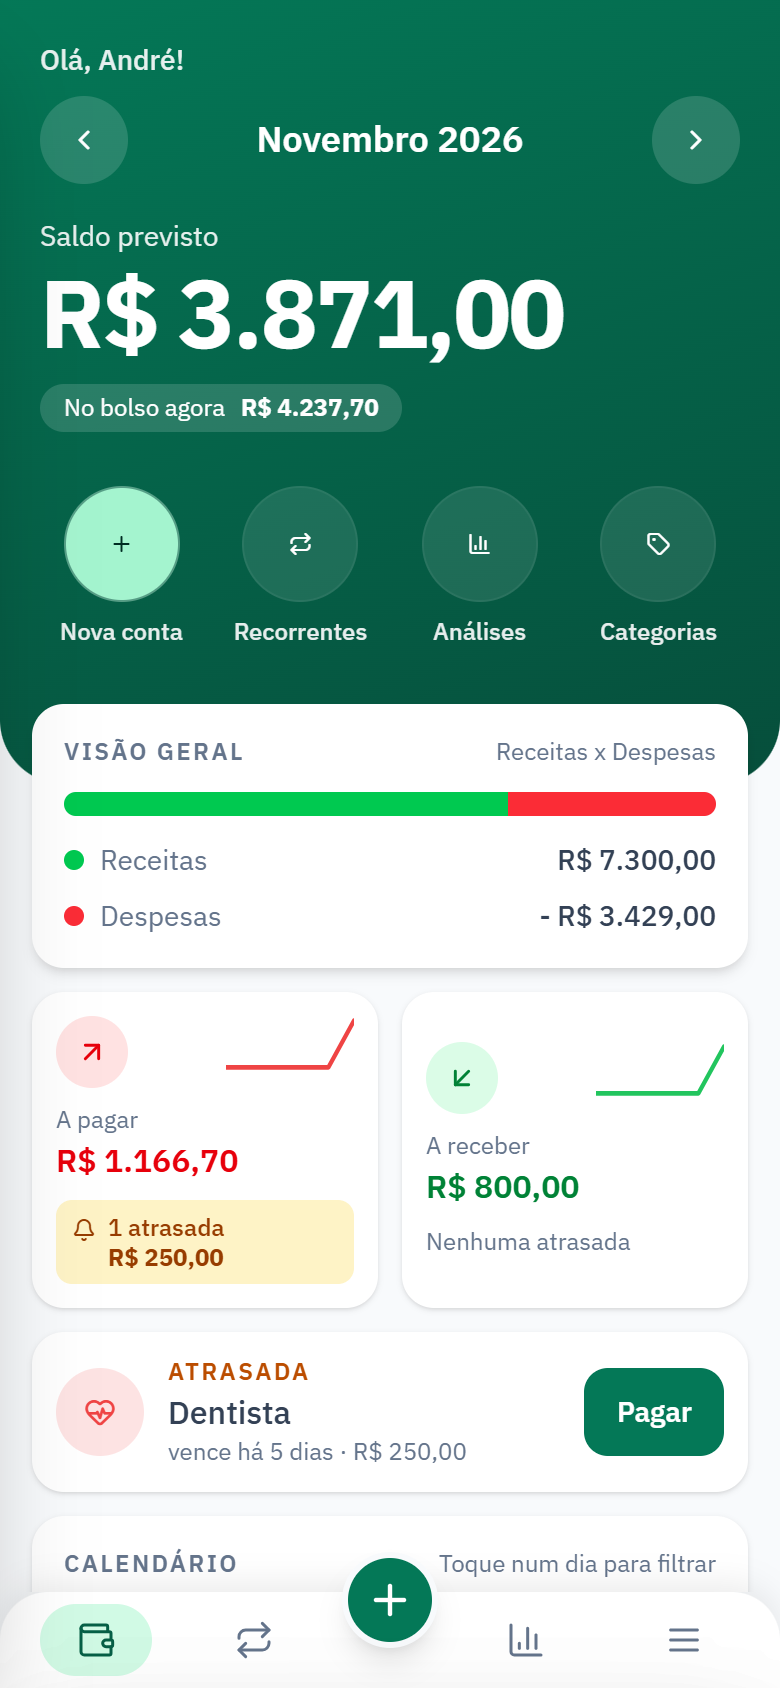 Olá, André!
Novembro 2026
Saldo previsto
R$ 3.871,00
No bolso agora R$ 4.237,70
Nova conta Recorrentes Análises Categorias
VISÃO GERAL Receitas x Despesas
Receitas R$ 7.300,00
Despesas - R$ 3.429,00
A pagar
R$ 1.166,70
1 atrasada
R$ 250,00
A receber
R$ 800,00
Nenhuma atrasada
ATRASADA
Dentista
vence há 5 dias · R$ 250,00
Pagar
CALENDÁRIO Toque num dia para filtrar